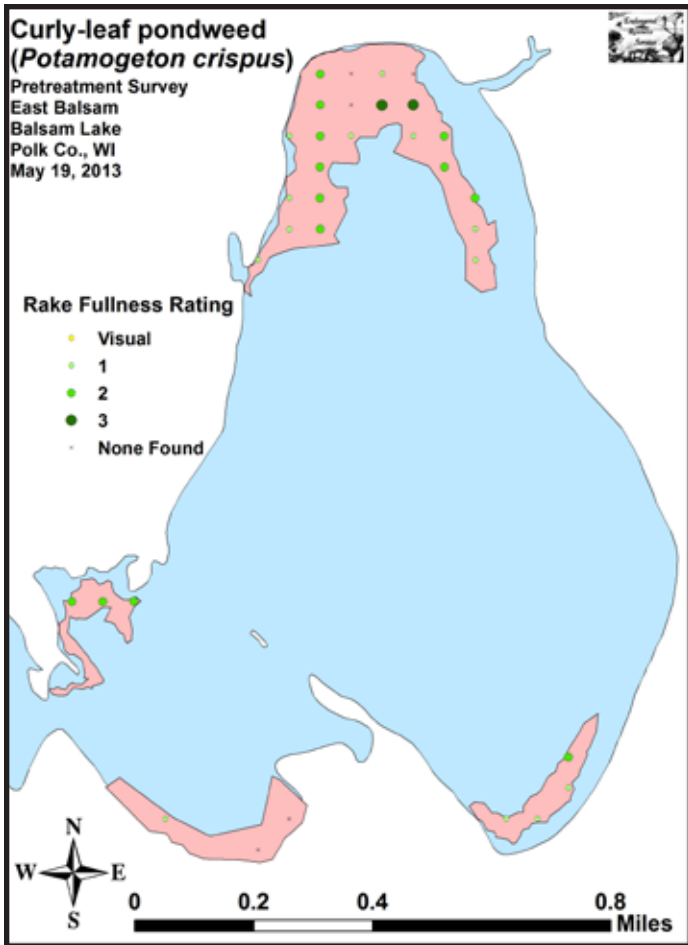 Curly-leaf pondweed
(Potamogeton crispus)
Pretreatment Survey
East Balsam
Balsam Lake
Polk Co., WI
May 19, 2013
Rake Fullness Rating
Visual
1
2
3
None Found
N
W
E
S
0
0.2
0.4
0.8
Miles